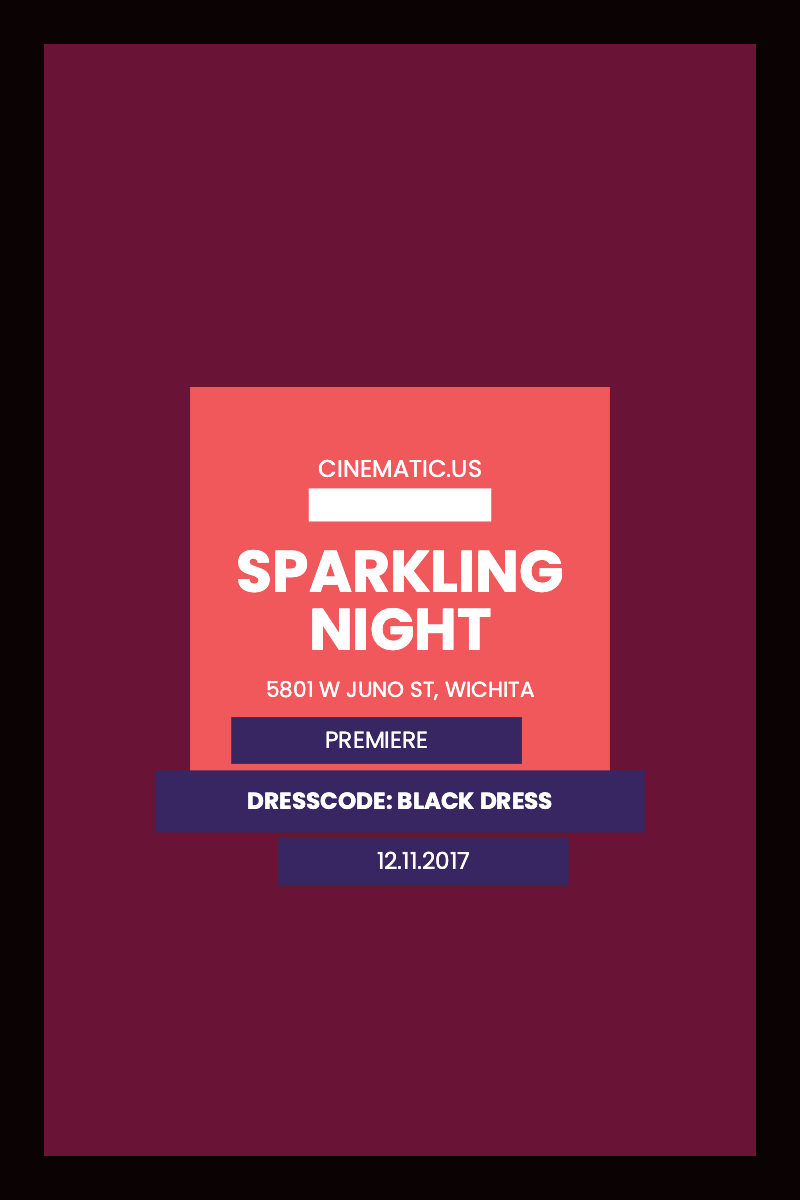 CINEMATIC.US
SPARKLING
NIGHT
5801 W JUNO ST, WICHITA
PREMIERE
DRESSCODE: BLACK DRESS
12.11.2017